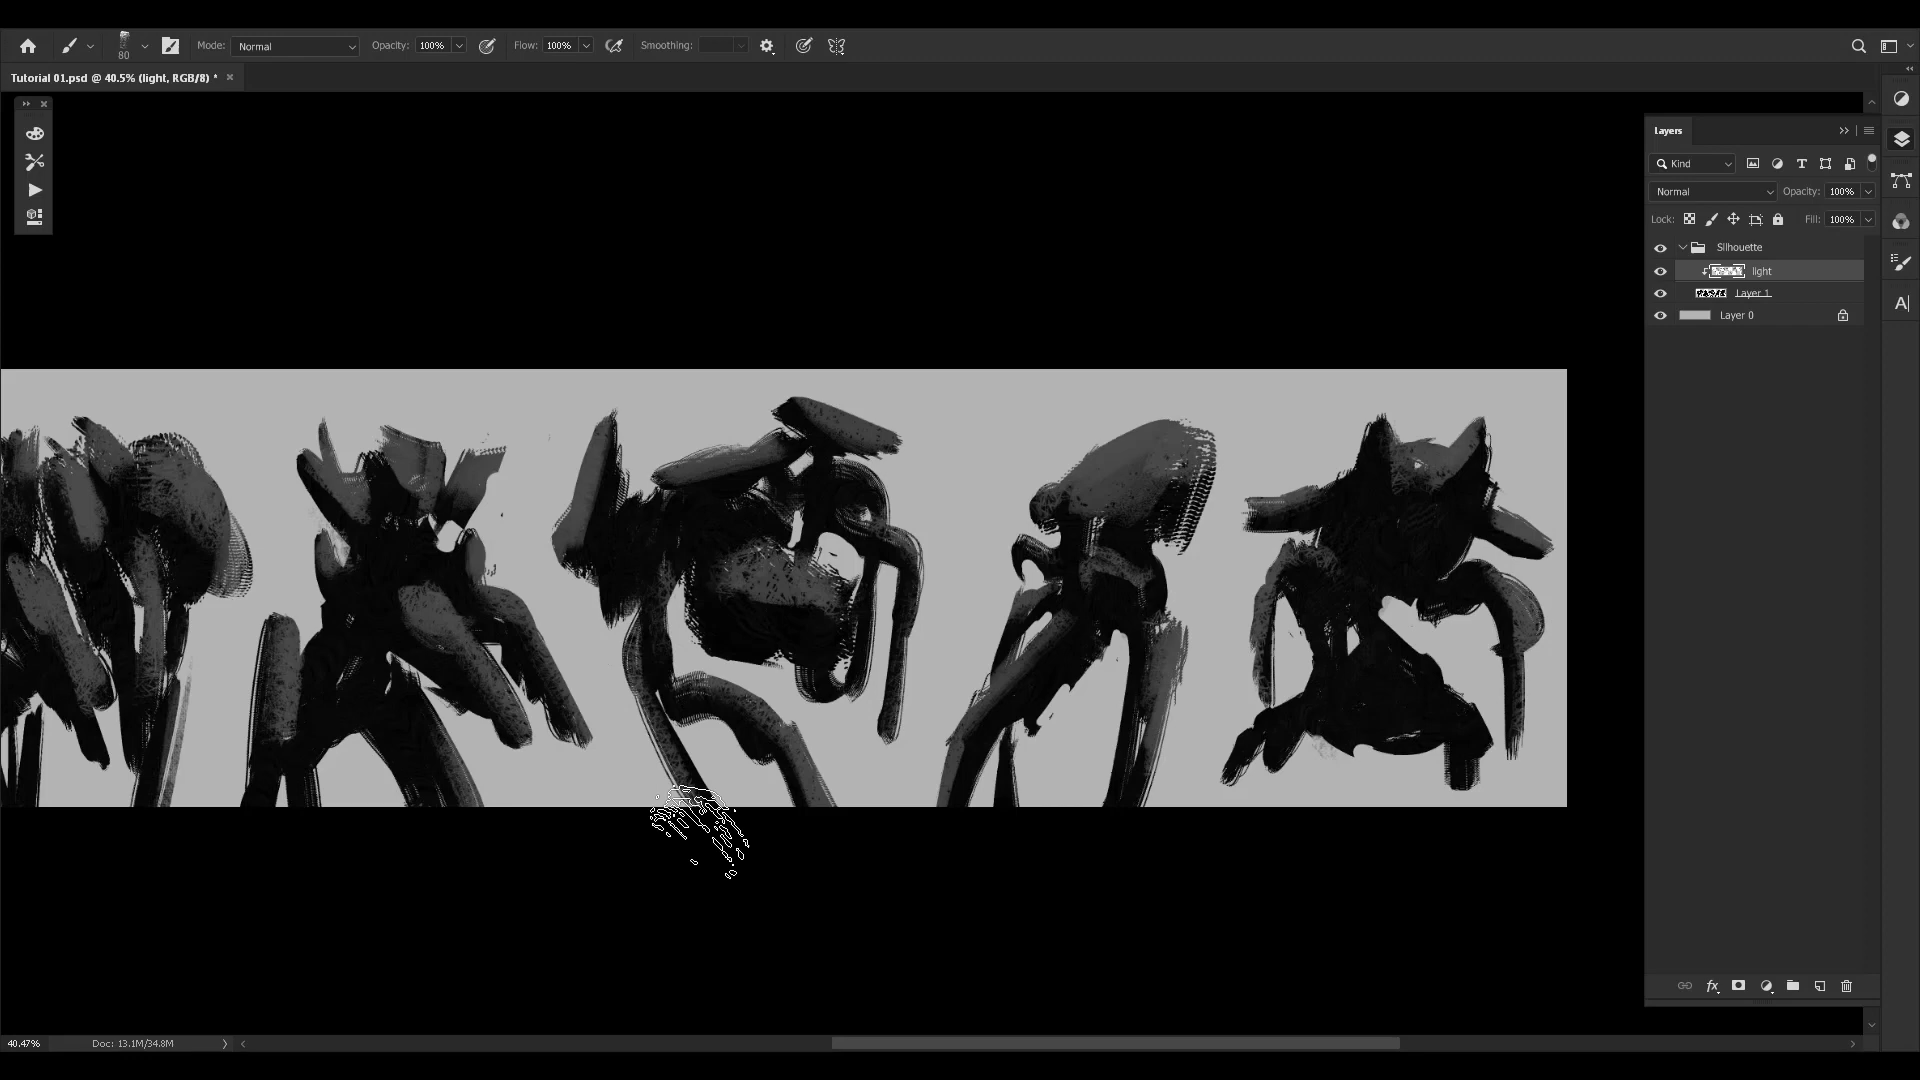 80
Mode: Normal Opacity: 100% Flow: 100% Smoothing:
Tutorial 01.psd @ 40.5% (light, RGB/8) *
Layers
Kind
Normal Opacity: 100%
Lock: Fill: 100%
Silhouette
light
Layer 1
Layer 0
fx
40.47% Doc: 13.1M/34.8M